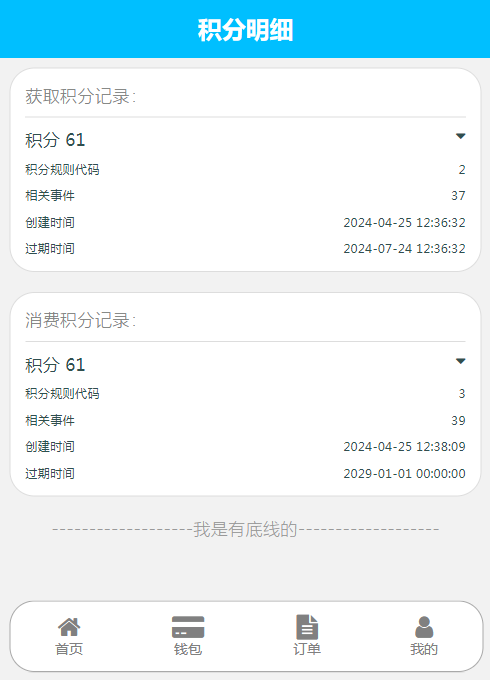 积分明细
获取积分记录:
积分 61
积分规则代码 2
相关事件 37
创建时间 2024-04-25 12:36:32
过期时间 2024-07-24 12:36:32
消费积分记录:
积分 61
积分规则代码 3
相关事件 39
创建时间 2024-04-25 12:38:09
过期时间 2029-01-01 00:00:00
-------------------我是有底线的-------------------
首页 钱包 订单 我的